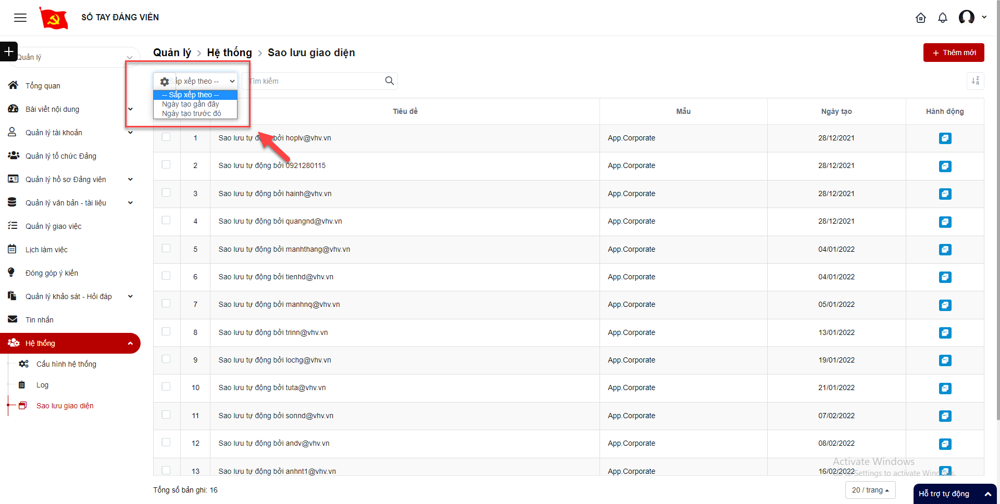 SỔ TAY ĐẢNG VIÊN
Quản lý
Tổng quan
Bài viết nội dung
Quản lý tài khoản
Quản lý tổ chức Đảng
Quản lý hồ sơ Đảng viên
Quản lý văn bản - tài liệu
Quản lý giao việc
Lịch làm việc
Đóng góp ý kiến
Quản lý khảo sát - Hỏi đáp
Tin nhắn
Hệ thống
Cấu hình hệ thống
Log
Sao lưu giao diện
Quản lý > Hệ thống > Sao lưu giao diện
+ Thêm mới
xếp theo --
Tìm kiếm
-- Sắp xếp theo --
Ngày tạo gần đây
Ngày tạo trước đó
Tiêu đề Mẫu Ngày tạo Hành động
1 Sao lưu tự bởi hoplv@vhv.vn App.Corporate 28/12/2021
2 Sao lưu tự động bởi 0921280115 App.Corporate 28/12/2021
3 Sao lưu tự động bởi hainh@vhv.vn App.Corporate 28/12/2021
4 Sao lưu tự động bởi quangnd@vhv.vn App.Corporate 28/12/2021
5 Sao lưu tự động bởi manhthang@vhv.vn App.Corporate 04/01/2022
6 Sao lưu tự động bởi tienhd@vhv.vn App.Corporate 04/01/2022
7 Sao lưu tự động bởi manhnq@vhv.vn App.Corporate 05/01/2022
8 Sao lưu tự động bởi trinn@vhv.vn App.Corporate 13/01/2022
9 Sao lưu tự động bởi lochg@vhv.vn App.Corporate 19/01/2022
10 Sao lưu tự động bởi tuta@vhv.vn App.Corporate 21/01/2022
11 Sao lưu tự động bởi sonnd@vhv.vn App.Corporate 07/02/2022
12 Sao lưu tự động bởi andv@vhv.vn App.Corporate 08/02/2022
13 Sao lưu tự động bởi anhnt1@vhv.vn App.Corporate 16/02/2022
Activate Windows
Go to Settings to activate Windows.
Tổng số bản ghi: 16
20 / trang
Hỗ trợ tự động